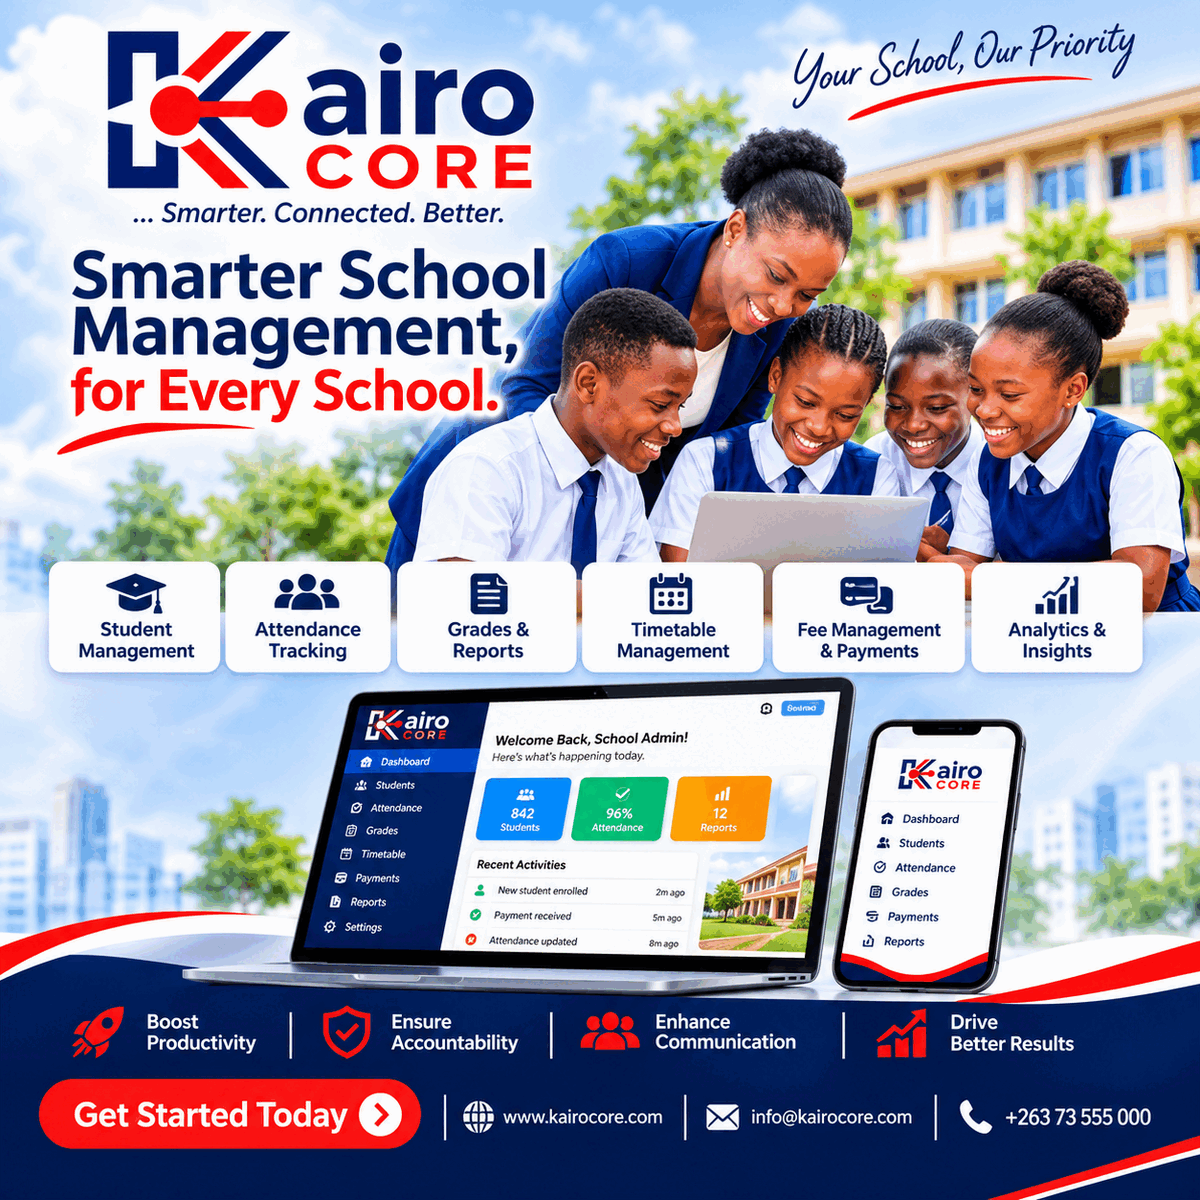 Kairo
CORE
... Smarter. Connected. Better.
Your School, Our Priority
Smarter School
Management,
for Every School.
Student
Management
Attendance
Tracking
Grades &
Reports
Timetable
Management
Fee Management
& Payments
Analytics &
Insights
Kairo
CORE
Dashboard
Students
Attendance
Grades
Timetable
Payments
Reports
Settings
Welcome Back, School Admin!
Here's what's happening today.
842
Students
96%
Attendance
12
Reports
Recent Activities
New student enrolled 2m ago
Payment received 5m ago
Attendance updated 8m ago
Kairo
CORE
Dashboard
Students
Attendance
Grades
Payments
Reports
Boost
Productivity
Ensure
Accountability
Enhance
Communication
Drive
Better Results
Get Started Today
www.kairocore.com
info@kairocore.com
+263 73 555 000